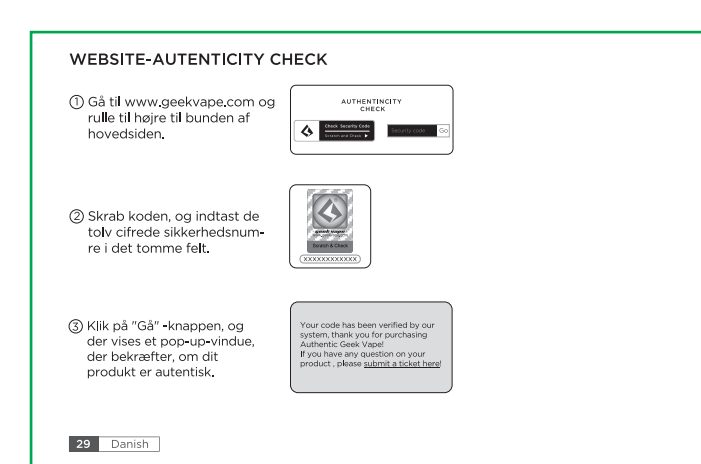 WEBSITE-AUTENTICITY CHECK
① Gå til www.geekvape.com og
rulle til højre til bunden af
hovedsiden.
AUTHENTINCITY
CHECK
Check Security Code
Scratch and Check
Security code
Go
② Skrab koden, og indtast de
tolv cifrede sikkerhedsnum-
re i det tomme felt.
Scratch & Check
XXXXXXXXXXXX
③ Klik på "Gå" -knappen, og
der vises et pop-up-vindue,
der bekræfter, om dit
produkt er autentisk.
Your code has been verified by our
system, thank you for purchasing
Authentic Geek Vape!
If you have any question on your
product , please submit a ticket here!
29 Danish